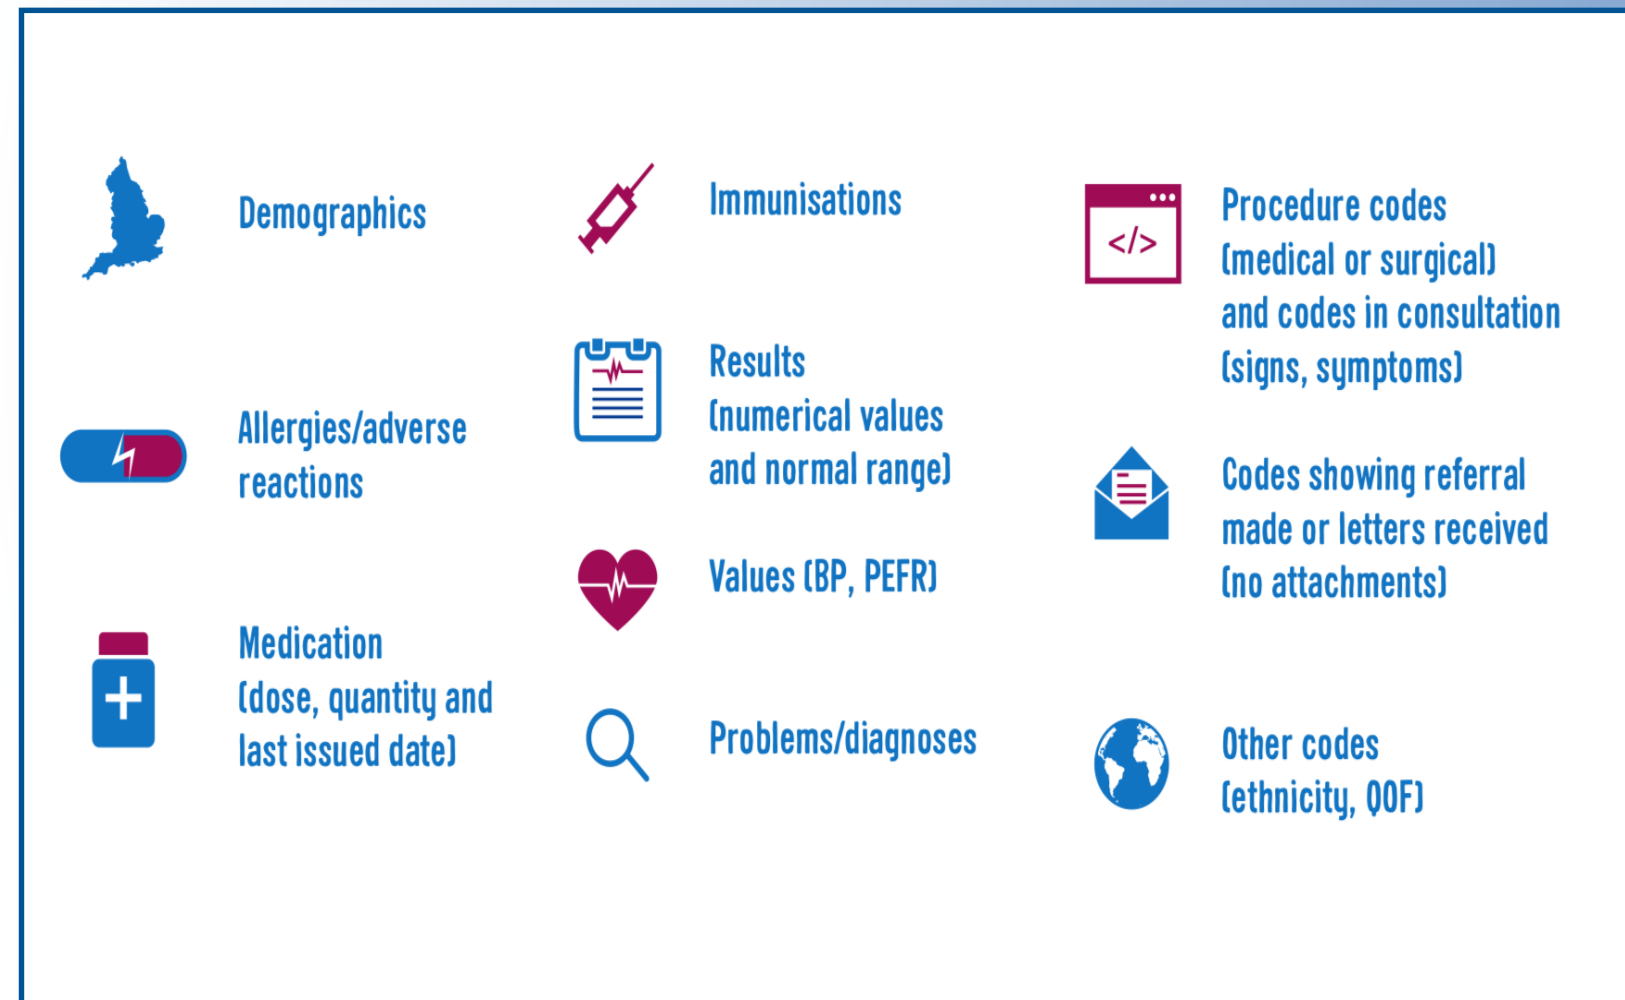 Demographics
Allergies/adverse
reactions
Medication
(dose, quantity and
last issued date)
Immunisations
Results
(numerical values
and normal range)
Values (BP, PEFR)
Problems/diagnoses
</>
Procedure codes
(medical or surgical)
and codes in consultation
(signs, symptoms)
Codes showing referral
made or letters received
(no attachments)
Other codes
(ethnicity, QOF)